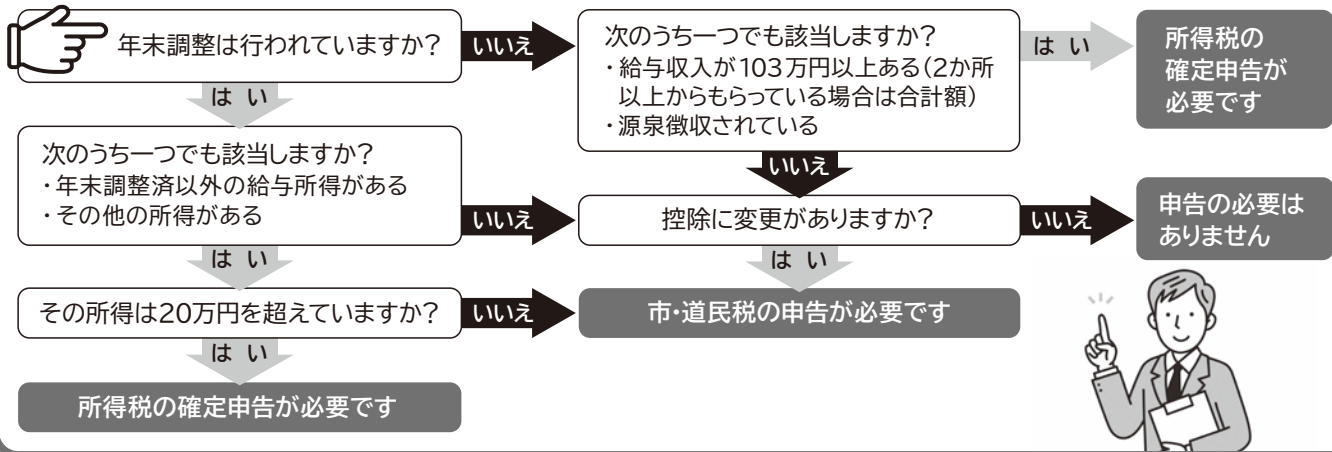 年末調整は行われていますか?
いいえ
はい
次のうち一つでも該当しますか?
・給与収入が103万円以上ある(2か所
以上からもらっている場合は合計額)
・源泉徴収されている
はい
所得税の
確定申告が
必要です
いいえ
次のうち一つでも該当しますか?
・年末調整済以外の給与所得がある
・その他の所得がある
いいえ
控除に変更がありますか?
いいえ
申告の必要は
ありません
はい
はい
その所得は20万円を超えていますか?
いいえ
市・道民税の申告が必要です
はい
所得税の確定申告が必要です